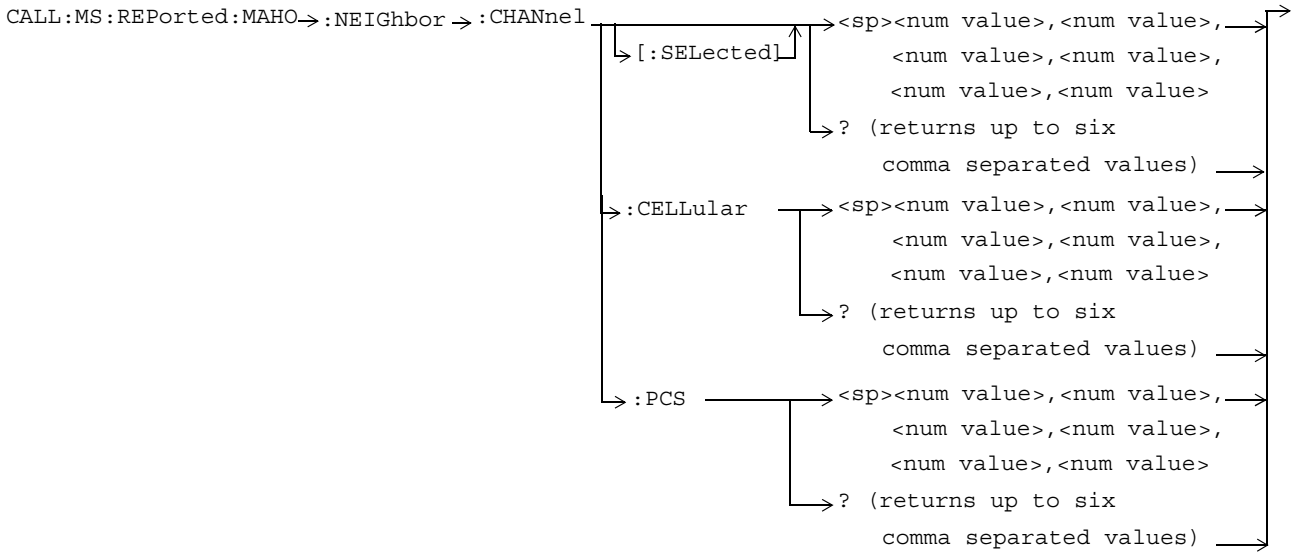 CALL:MS:REPorted:MAHO :NEIGhbor :CHANnel <sp><num value>,<num value>,
[:SELected] <num value>,<num value>,
<num value>,<num value>
? (returns up to six
comma separated values)
:CELLular <sp><num value>,<num value>,
<num value>,<num value>,
<num value>,<num value>
? (returns up to six
comma separated values)
:PCS <sp><num value>,<num value>,
<num value>,<num value>,
<num value>,<num value>
? (returns up to six
comma separated values)